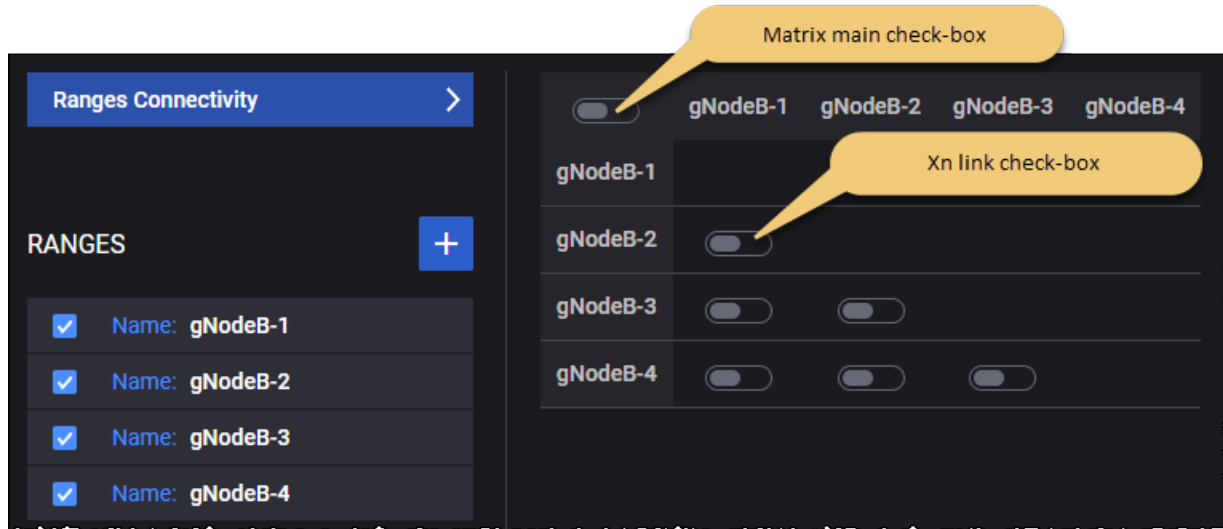 Matrix main check-box
Ranges Connectivity
gNodeB-1 gNodeB-2 gNodeB-3 gNodeB-4
Xn link check-box
gNodeB-1
RANGES
+
gNodeB-2
gNodeB-3
Name: gNodeB-1
gNodeB-4
Name: gNodeB-2
Name: gNodeB-3
Name: gNodeB-4